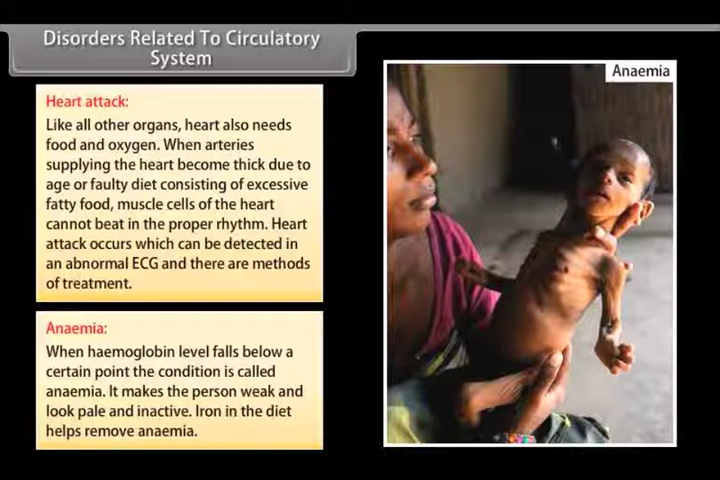 Disorders Related To Circulatory
System
Heart attack:
Like all other organs, heart also needs
food and oxygen. When arteries
supplying the heart become thick due to
age or faulty diet consisting of excessive
fatty food, muscle cells of the heart
cannot beat in the proper rhythm. Heart
attack occurs which can be detected in
an abnormal ECG and there are methods
of treatment.
Anaemia:
When haemoglobin level falls below a
certain point the condition is called
anaemia. It makes the person weak and
look pale and inactive. Iron in the diet
helps remove anaemia.
Anaemia